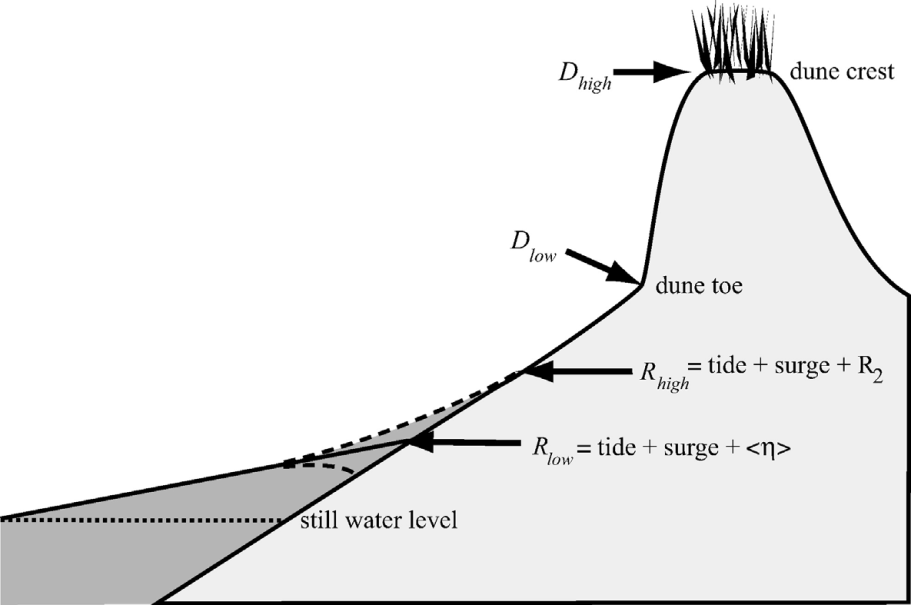 D_high
dune crest
D_low
dune toe
R_high = tide + surge + R_2
R_low = tide + surge + <η>
still water level